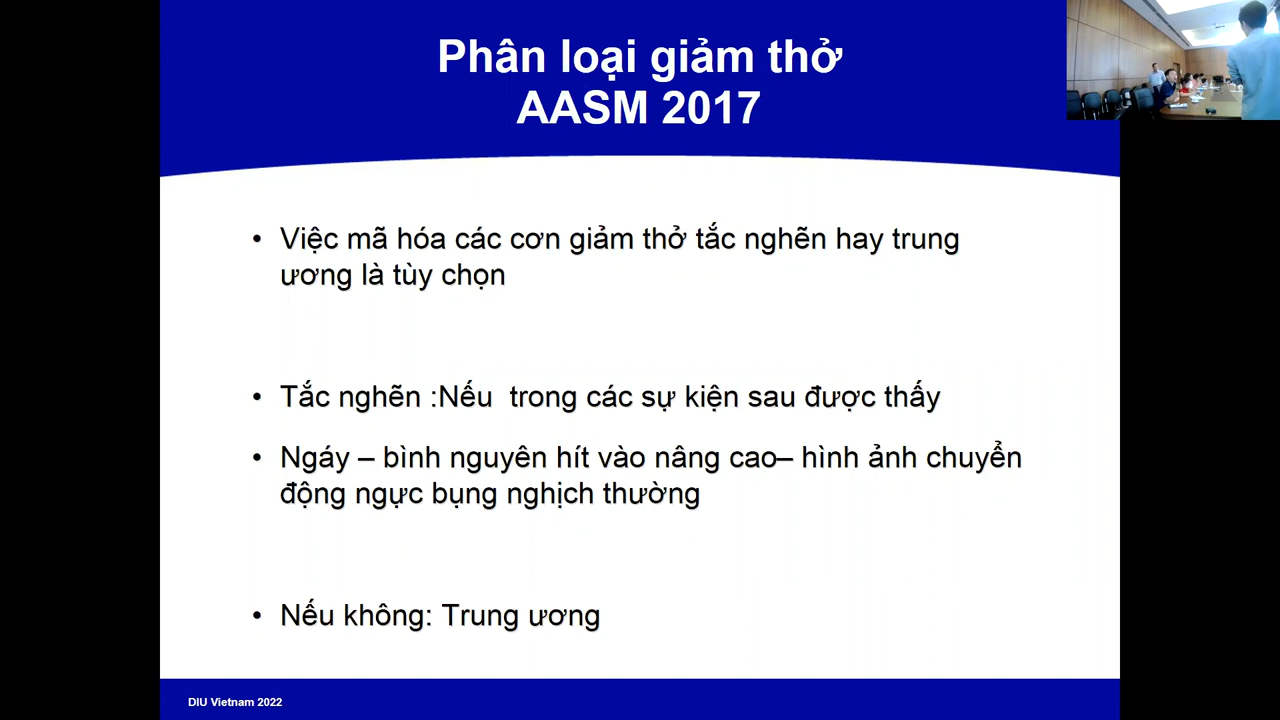 Phân loại giảm thở
AASM 2017
• Việc mã hóa các cơn giảm thở tắc nghẽn hay trung
ương là tùy chọn
• Tắc nghẽn :Nếu  trong các sự kiện sau được thấy
• Ngáy – bình nguyên hít vào nâng cao– hình ảnh chuyển
động ngực bụng nghịch thường
• Nếu không: Trung ương
DIU Vietnam 2022